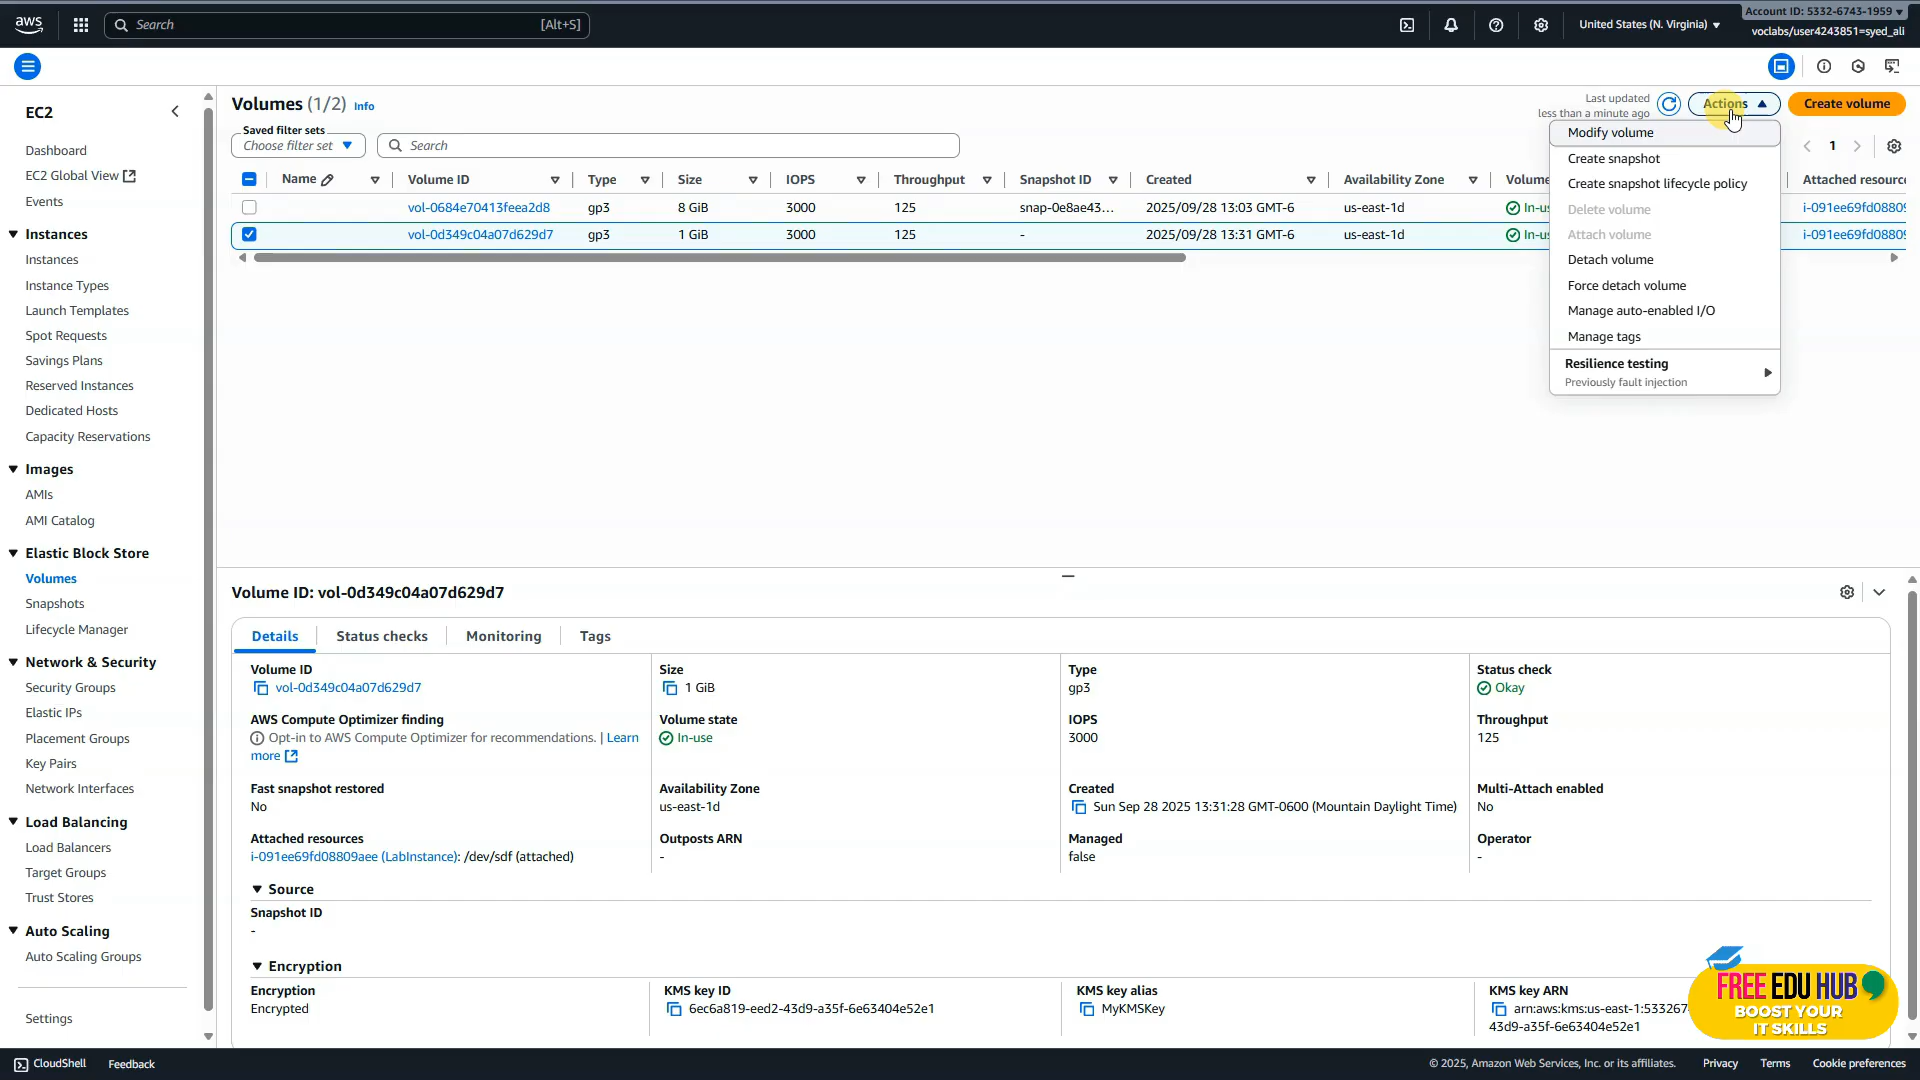 aws
Search [Alt+S]
United States (N. Virginia)
Account ID: 5332-6743-1959
voclabs/user4243851=syed_ali
EC2
Dashboard
EC2 Global View
Events
Instances
Instances
Instance Types
Launch Templates
Spot Requests
Savings Plans
Reserved Instances
Dedicated Hosts
Capacity Reservations
Images
AMIs
AMI Catalog
Elastic Block Store
Volumes
Snapshots
Lifecycle Manager
Network & Security
Security Groups
Elastic IPs
Placement Groups
Key Pairs
Network Interfaces
Load Balancing
Load Balancers
Target Groups
Trust Stores
Auto Scaling
Auto Scaling Groups
Settings
Volumes (1/2) Info
Last updated
less than a minute ago
Actions
Create volume
Saved filter sets
Choose filter set
Search
1
Name Volume ID Type Size IOPS Throughput Snapshot ID Created Availability Zone Volume Attached resource
vol-0684e70413feea2d8 gp3 8 GiB 3000 125 snap-0e8ae43... 2025/09/28 13:03 GMT-6 us-east-1d In-us i-091ee69fd08809
vol-0d349c04a07d629d7 gp3 1 GiB 3000 125 - 2025/09/28 13:31 GMT-6 us-east-1d In-us i-091ee69fd08809
Modify volume
Create snapshot
Create snapshot lifecycle policy
Delete volume
Attach volume
Detach volume
Force detach volume
Manage auto-enabled I/O
Manage tags
Resilience testing
Previously fault injection
Volume ID: vol-0d349c04a07d629d7
Details Status checks Monitoring Tags
Volume ID
vol-0d349c04a07d629d7
Size
1 GiB
Type
gp3
Status check
Okay
AWS Compute Optimizer finding
Opt-in to AWS Compute Optimizer for recommendations. | Learn
more
Volume state
In-use
IOPS
3000
Throughput
125
Fast snapshot restored
No
Availability Zone
us-east-1d
Created
Sun Sep 28 2025 13:31:28 GMT-0600 (Mountain Daylight Time)
Multi-Attach enabled
No
Attached resources
i-091ee69fd08809aee (LabInstance): /dev/sdf (attached)
Outposts ARN
-
Managed
false
Operator
-
Source
Snapshot ID
-
Encryption
Encryption
Encrypted
KMS key ID
6ec6a819-eed2-43d9-a35f-6e63404e52e1
KMS key alias
MyKMSKey
KMS key ARN
arn:aws:kms:us-east-1:533267
43d9-a35f-6e63404e52e1
FREE EDU HUB
BOOST YOUR
IT SKILLS
CloudShell Feedback
© 2025, Amazon Web Services, Inc. or its affiliates. Privacy Terms Cookie preferences